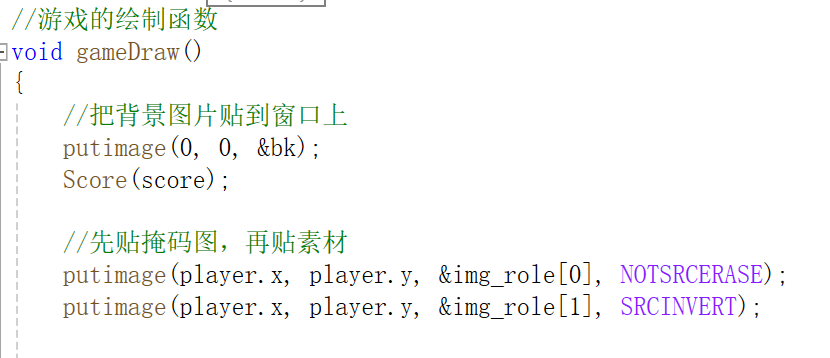 //游戏的绘制函数
void gameDraw()
{
//把背景图片贴到窗口上
putimage(0, 0, &bk);
Score(score);
//先贴掩码图，再贴素材
putimage(player.x, player.y, &img_role[0], NOTSRCERASE);
putimage(player.x, player.y, &img_role[1], SRCINVERT);